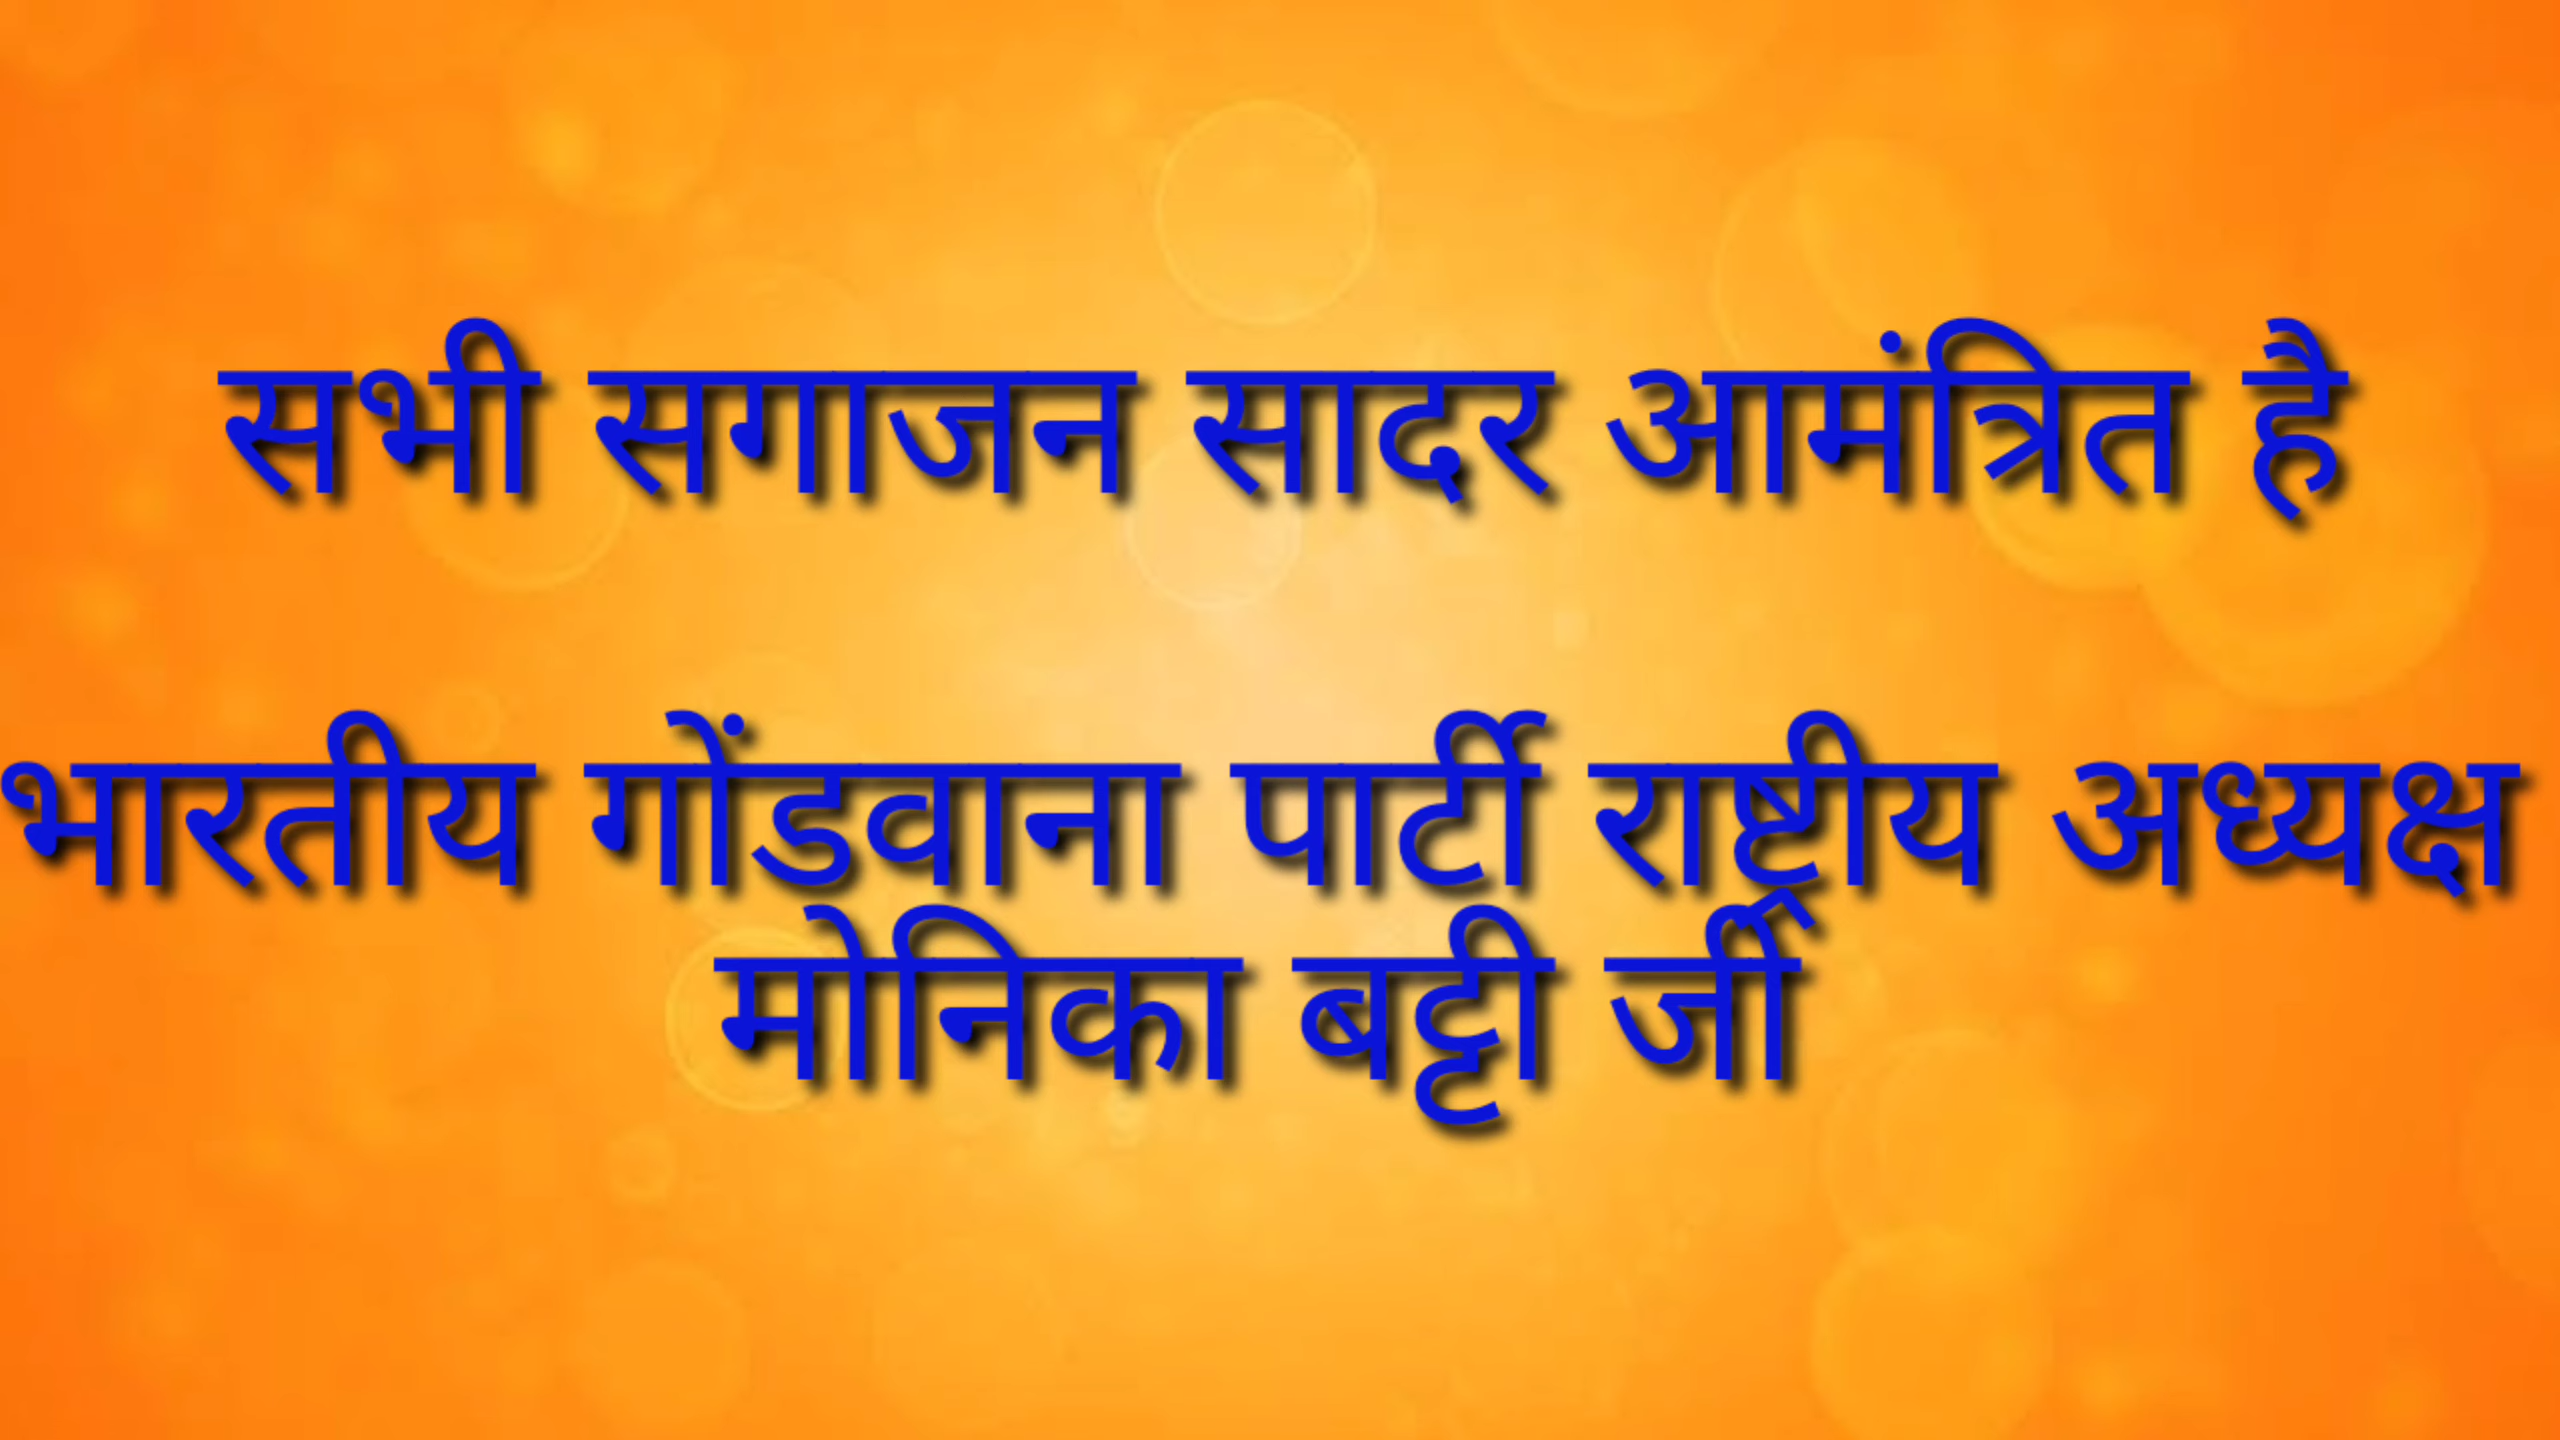 सभी सगाजन सादर आमंत्रित है
भारतीय गोंडवाना पार्टी राष्ट्रीय अध्यक्ष
मोनिका बट्टी जी